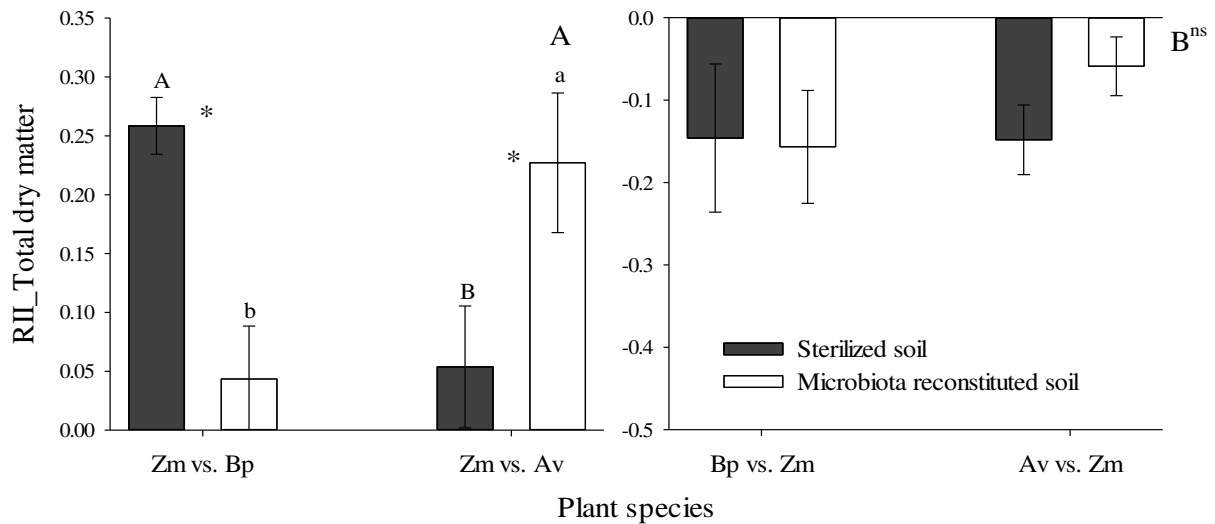 RII_Total dry matter
0.35
0.30
0.25
0.20
0.15
0.10
0.05
0.00
A
*
b
B
*
a
A
Zm vs. Bp
Zm vs. Av
0.0
-0.1
-0.2
-0.3
-0.4
-0.5
B^ns
Sterilized soil
Microbiota reconstituted soil
Bp vs. Zm
Av vs. Zm
Plant species